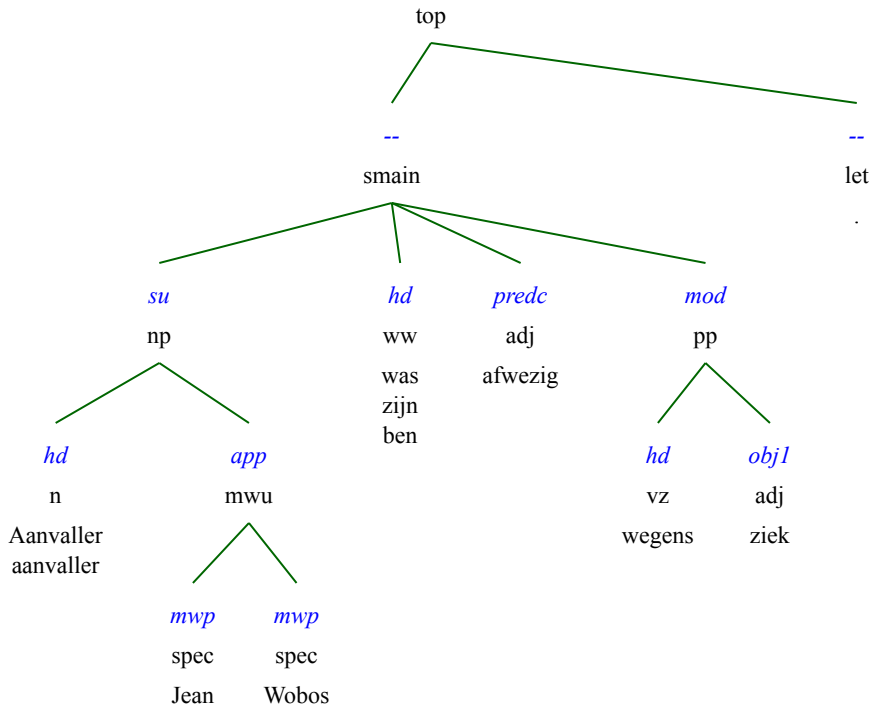 top
-- --
smain let
.
su hd predc mod
np ww adj pp
was afwezig
zijn
ben
hd app hd obj1
n mwu vz adj
Aanvaller wegens ziek
aanvaller
mwp mwp
spec spec
Jean Wobos